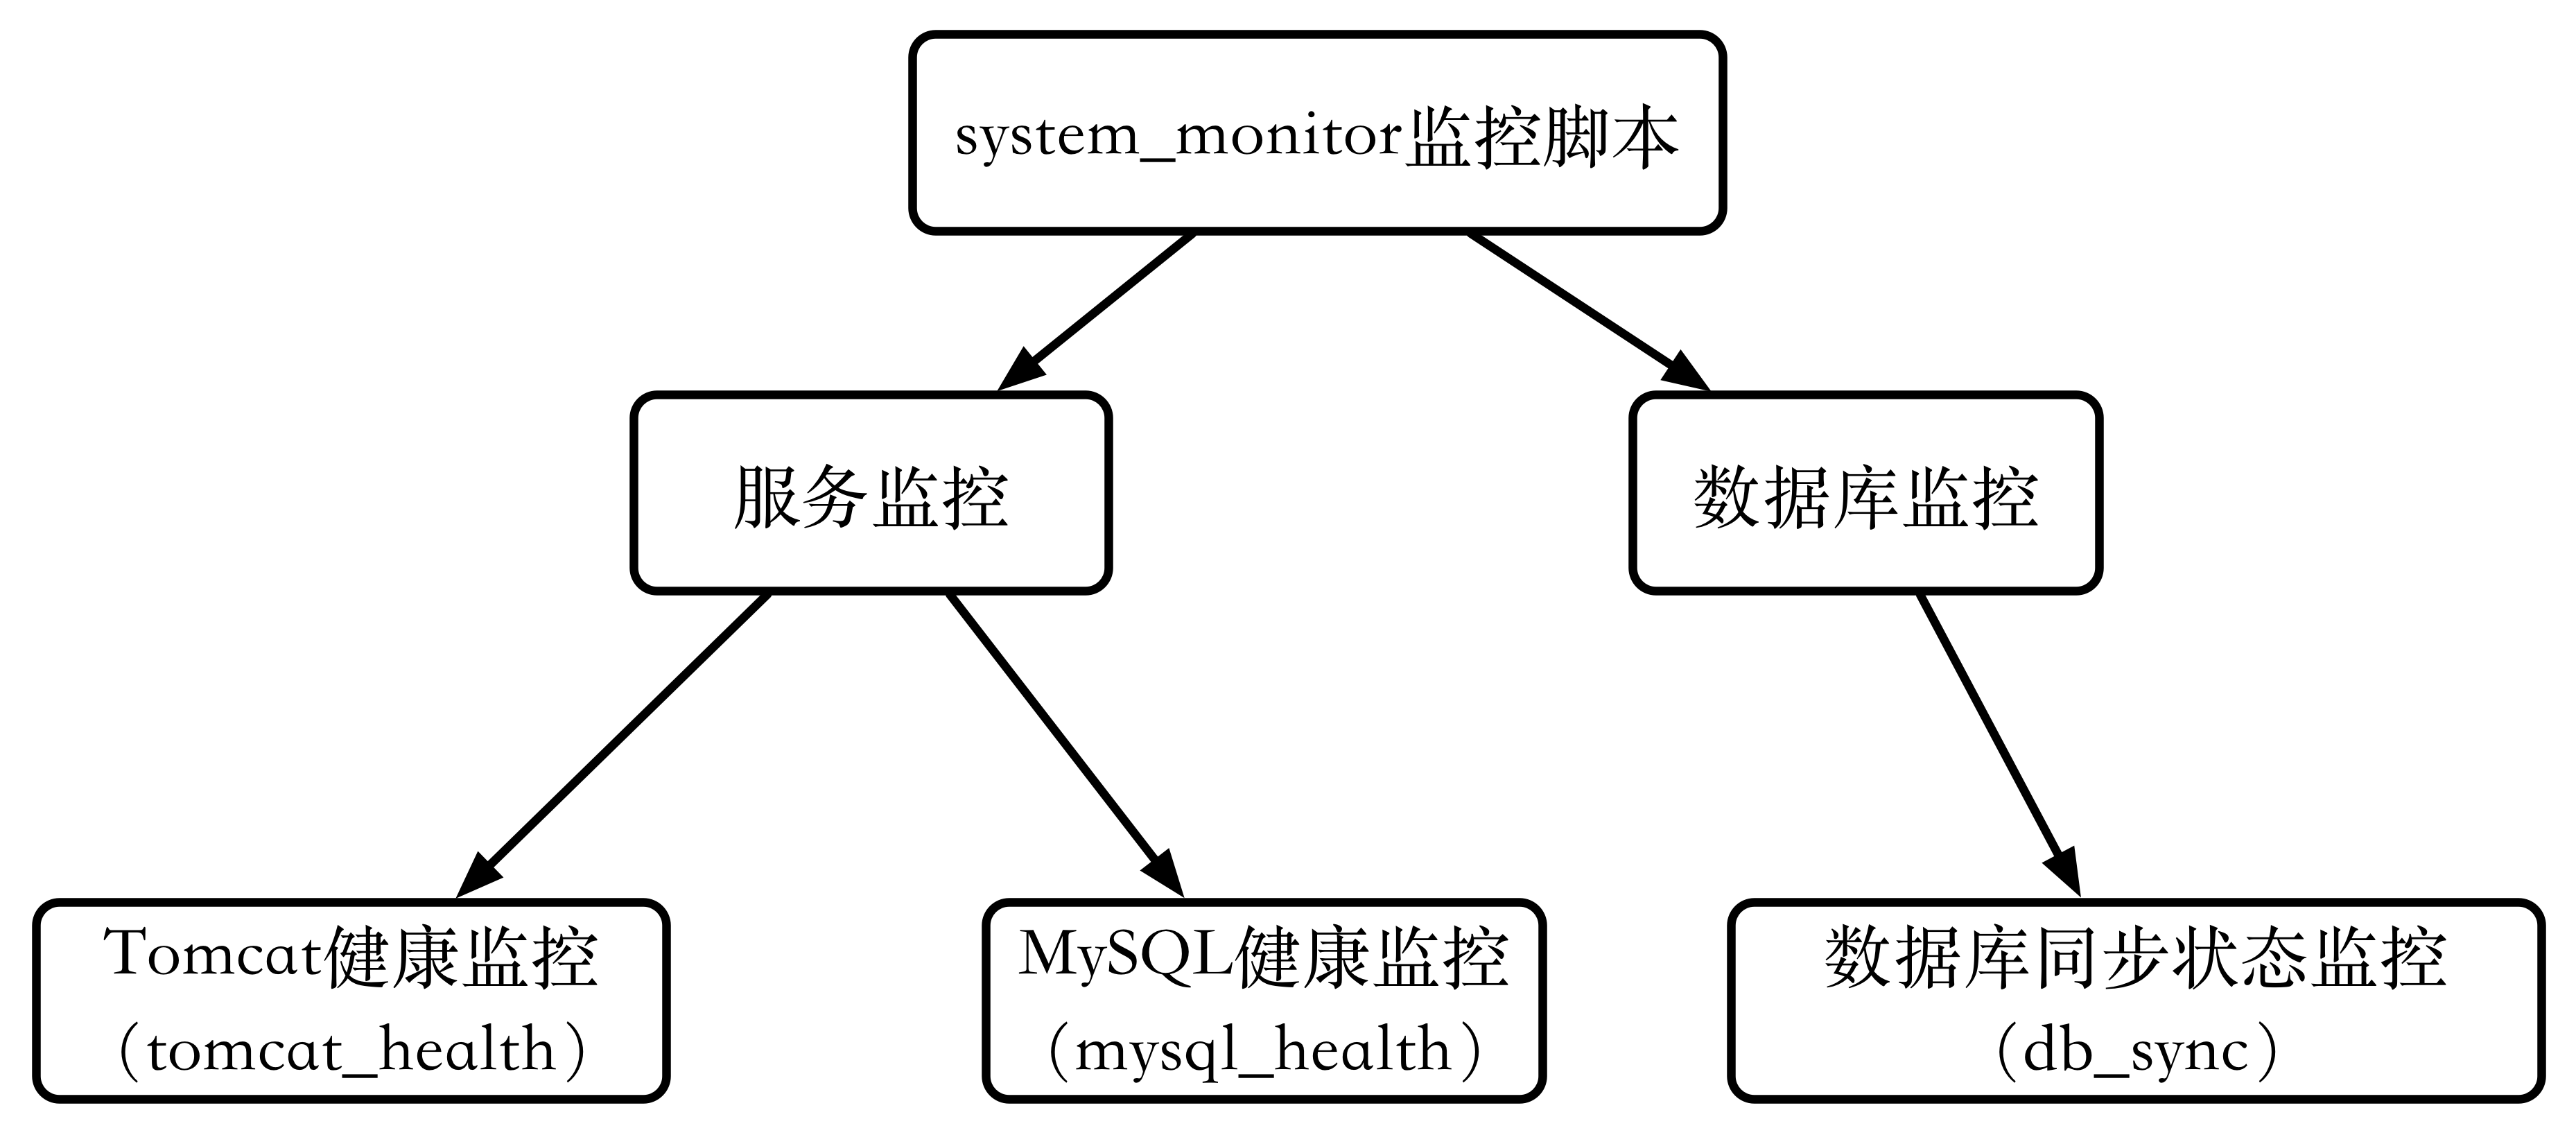 system_monitor监控脚本
服务监控
数据库监控
Tomcat健康监控
（tomcat_health）
MySQL健康监控
（mysql_health）
数据库同步状态监控
（db_sync）